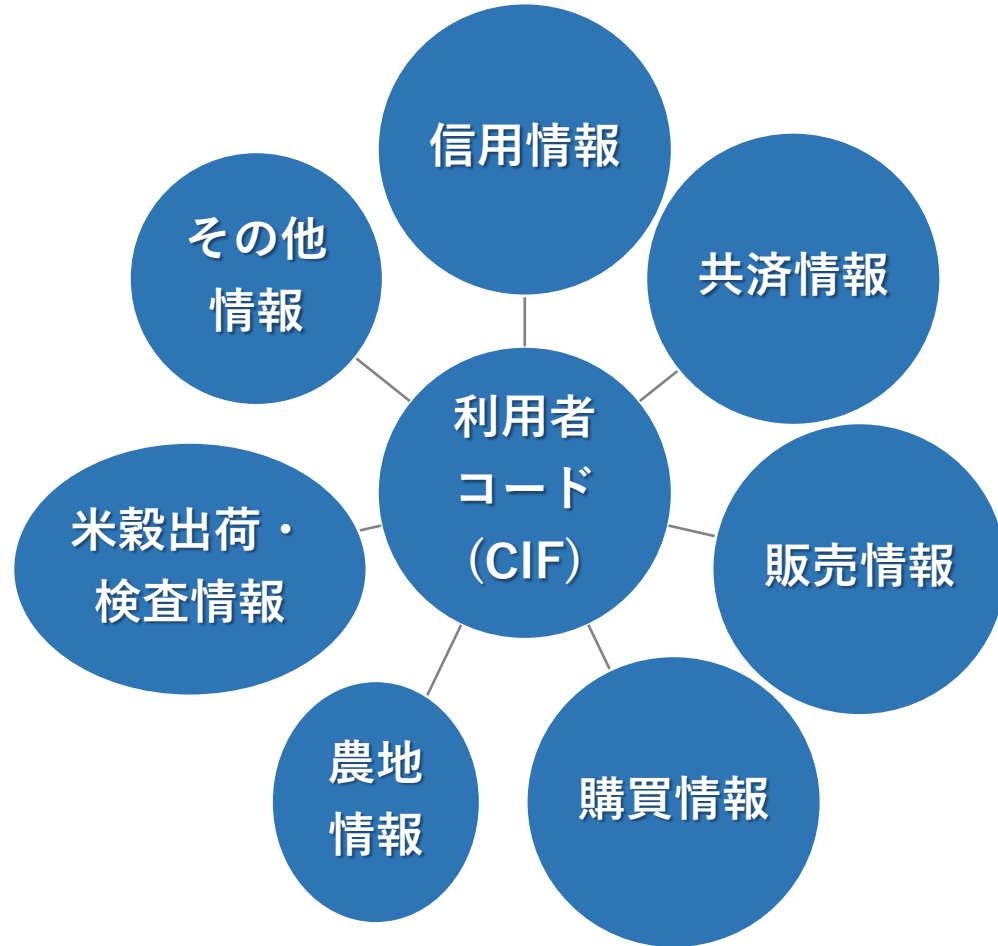 信用情報
共済情報
その他
情報
利用者
コード
（CIF）
米穀出荷・
検査情報
販売情報
農地
情報
購買情報